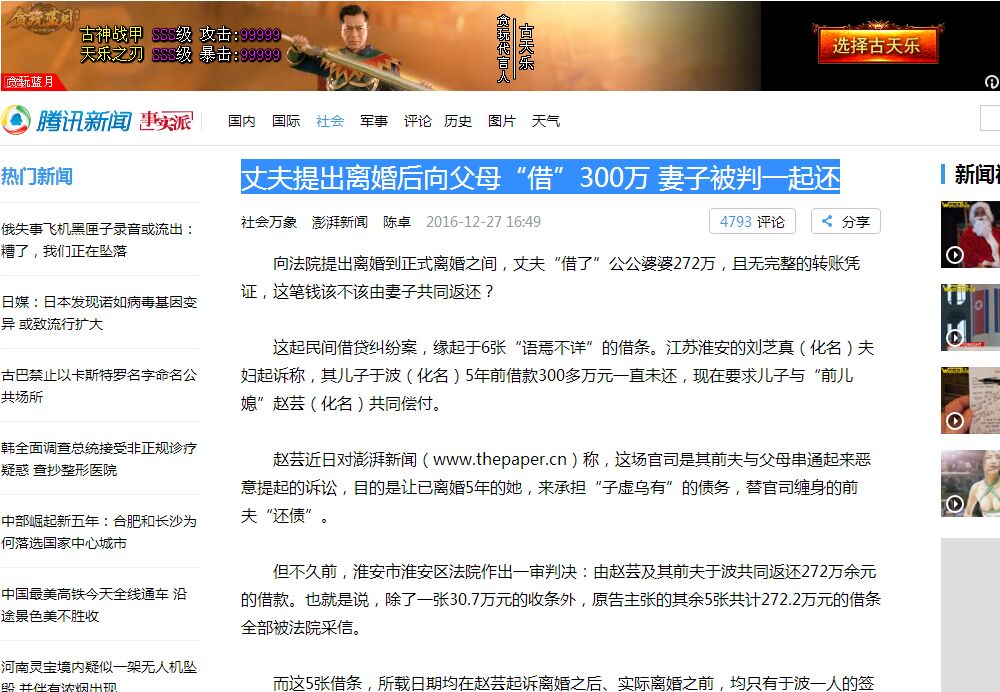 贪玩蓝月
古神战甲 SSS级 攻击:99999
天乐之刃 SSS级 暴击:99999
贪玩代言人
古天乐
选择古天乐
贪玩蓝月
腾讯新闻 事实派
国内 国际 社会 军事 评论 历史 图片 天气
热门新闻
俄失事飞机黑匣子录音或流出：
糟了，我们正在坠落
日媒：日本发现诺如病毒基因变
异 或致流行扩大
古巴禁止以卡斯特罗名字命名公
共场所
韩全面调查总统接受非正规诊疗
疑惑 查抄整形医院
中部崛起新五年：合肥和长沙为
何落选国家中心城市
中国最美高铁今天全线通车 沿
途景色美不胜收
河南灵宝境内疑似一架无人机坠
毁 并伴有浓烟出现
丈夫提出离婚后向父母“借”300万 妻子被判一起还
社会万象 澎湃新闻 陈卓 2016-12-27 16:49
4793 评论 分享
向法院提出离婚到正式离婚之间，丈夫“借了”公公婆婆272万，且无完整的转账凭
证，这笔钱该不该由妻子共同返还？
这起民间借贷纠纷案，缘起于6张“语焉不详”的借条。江苏淮安的刘芝真（化名）夫
妇起诉称，其儿子于波（化名）5年前借款300多万元一直未还，现在要求儿子与“前儿
媳”赵芸（化名）共同偿付。
赵芸近日对澎湃新闻（www.thepaper.cn）称，这场官司是其前夫与父母串通起来恶
意提起的诉讼，目的是让已离婚5年的她，来承担“子虚乌有”的债务，替官司缠身的前
夫“还债”。
但不久前，淮安市淮安区法院作出一审判决：由赵芸及其前夫于波共同返还272万余元
的借款。也就是说，除了一张30.7万元的收条外，原告主张的其余5张共计272.2万元的借条
全部被法院采信。
而这5张借条，所载日期均在赵芸起诉离婚之后、实际离婚之前，均只有于波一人的签
新闻